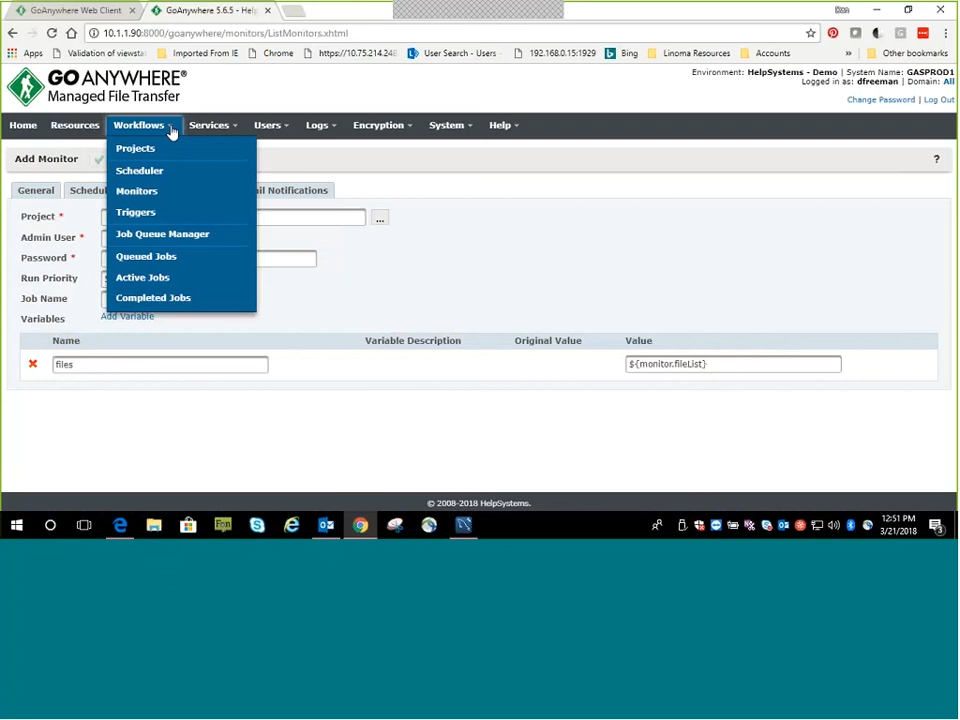 GoAnywhere Web Client
GoAnywhere 5.6.5 - Hel
10.1.1.90:8000/goanywhere/monitors/ListMonitors.xhtml
Apps Validation of viewsta Imported From IE Chrome https://10.75.214.248 User Search - Users 192.168.0.15:1929 Bing Linoma Resources Accounts » Other bookmarks
GOANYWHERE®
Managed File Transfer
Environment: HelpSystems - Demo | System Name: GASPROD1
Logged in as: dfreeman | Domain: All
Change Password | Log Out
Home Resources Workflows Services Users Logs Encryption System Help
Projects
Scheduler
Monitors
Triggers
Job Queue Manager
Queued Jobs
Active Jobs
Completed Jobs
Add Monitor
?
General Schedul ail Notifications
Project *
...
Admin User *
Password *
Run Priority
Job Name
Variables Add Variable
Name Variable Description Original Value Value
files ${monitor.fileList}
© 2008-2018 HelpSystems.
12:51 PM
3/21/2018
3